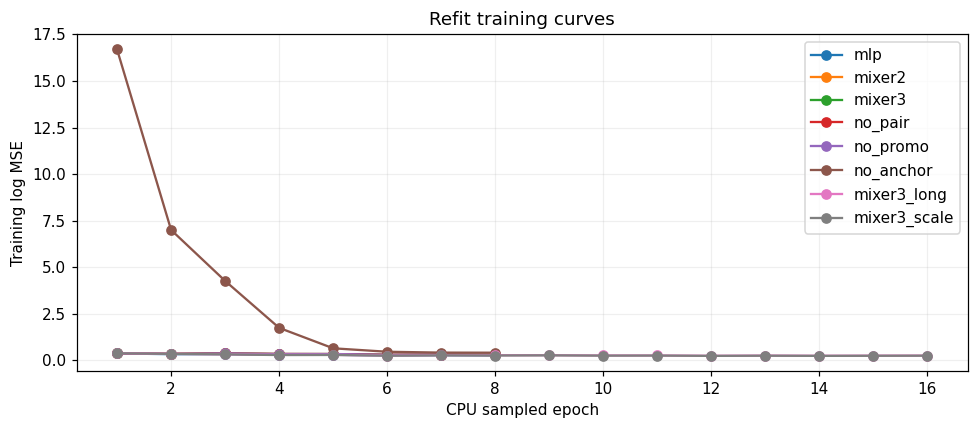 Refit training curves
Training log MSE
17.5
15.0
12.5
10.0
7.5
5.0
2.5
0.0
2
4
6
8
10
12
14
16
CPU sampled epoch
mlp
mixer2
mixer3
no_pair
no_promo
no_anchor
mixer3_long
mixer3_scale